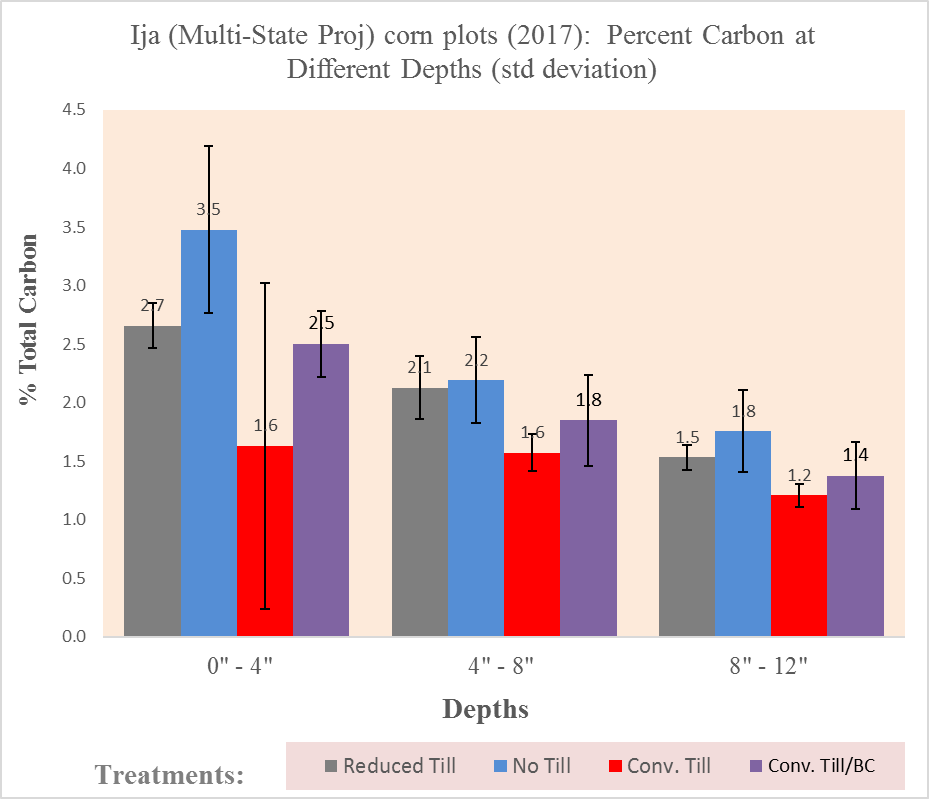 Ija (Multi-State Proj) corn plots (2017): Percent Carbon at
Different Depths (std deviation)
% Total Carbon
4.5
4.0
3.5
3.0
2.5
2.0
1.5
1.0
0.5
0.0
2.7
3.5
1.6
2.5
2.1
2.2
1.6
1.8
1.5
1.8
1.2
1.4
0" - 4"
4" - 8"
8" - 12"
Depths
Treatments:
Reduced Till No Till Conv. Till Conv. Till/BC